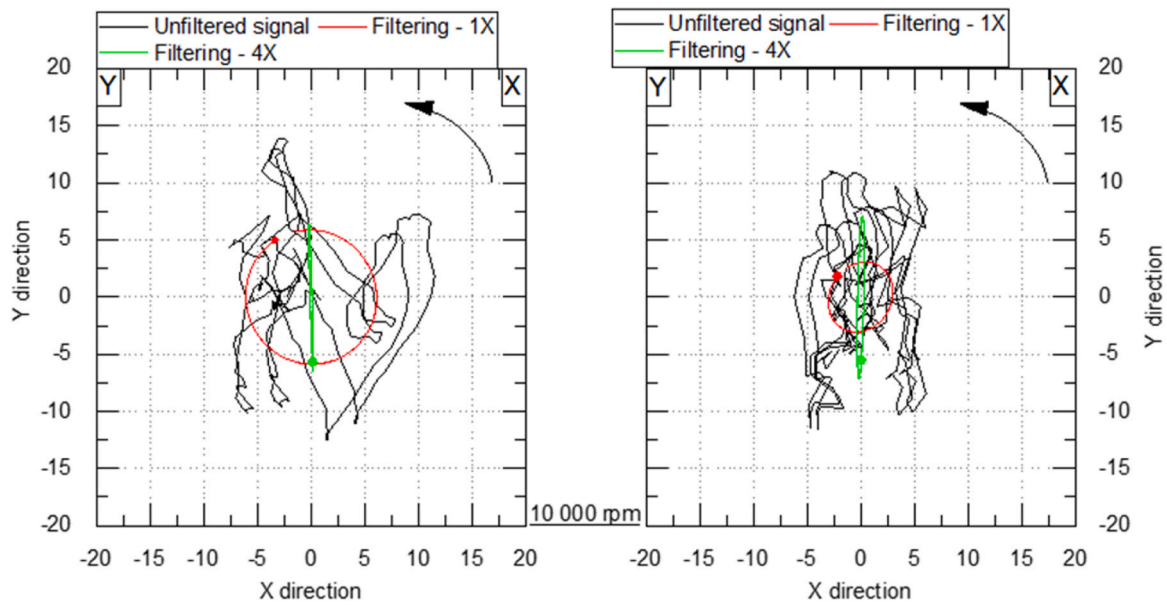 Unfiltered signal Filtering - 1X
Filtering - 4X
Unfiltered signal Filtering - 1X
Filtering - 4X
20
15
10
5
0
-5
-10
-15
-20
Y direction
Y
X
-20 -15 -10 -5 0 5 10 15 20
X direction
10 000 rpm
Y
X
20
15
10
5
0
-5
-10
-15
-20
Y direction
-20 -15 -10 -5 0 5 10 15 20
X direction